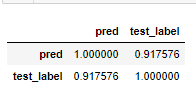 pred test_label
pred 1.000000 0.917576
test_label 0.917576 1.000000